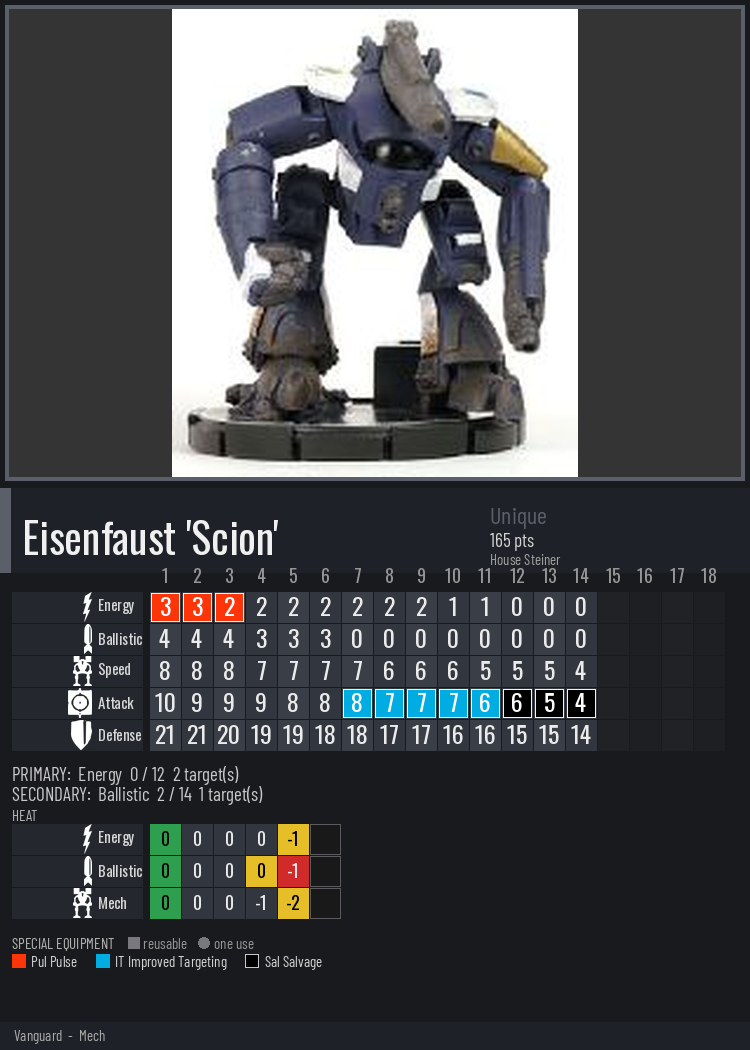 Eisenfaust 'Scion'
Unique
165 pts
House Steiner
1 2 3 4 5 6 7 8 9 10 11 12 13 14 15 16 17 18
Energy 3 3 2 2 2 2 2 2 2 1 1 0 0 0
Ballistic 4 4 4 3 3 3 0 0 0 0 0 0 0 0
Speed 8 8 8 7 7 7 7 6 6 6 5 5 5 4
Attack 10 9 9 9 8 8 8 7 7 7 6 6 5 4
Defense 21 21 20 19 19 18 18 17 17 16 16 15 15 14
PRIMARY: Energy 0 / 12 2 target(s)
SECONDARY: Ballistic 2 / 14 1 target(s)
HEAT
Energy 0 0 0 0 -1
Ballistic 0 0 0 0 -1
Mech 0 0 0 -1 -2
SPECIAL EQUIPMENT reusable one use
Pul Pulse IT Improved Targeting Sal Salvage
Vanguard - Mech